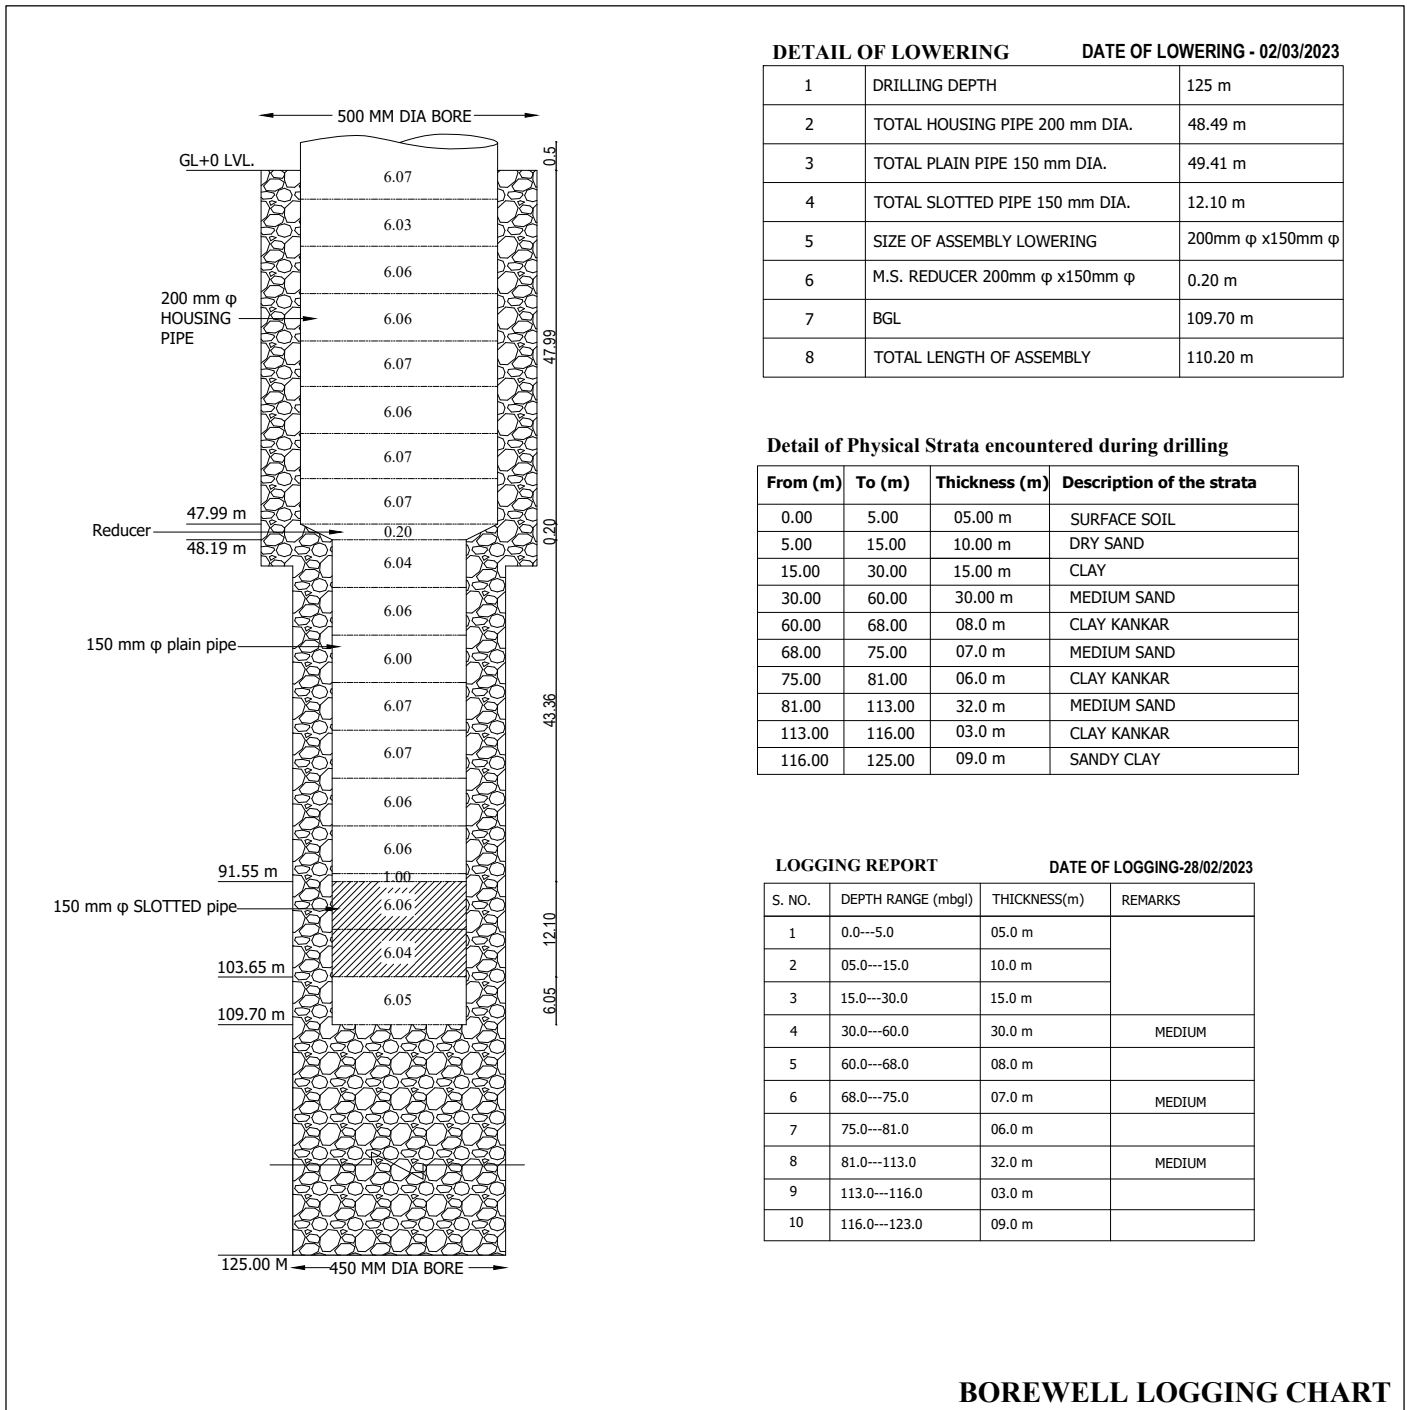 500 MM DIA BORE
GL+0 LVL.
0.5
6.07
6.03
6.06
200 mm φ
HOUSING
PIPE
6.06
47.99
6.07
6.06
6.07
6.07
47.99 m
Reducer
0.20
0.20
48.19 m
6.04
6.06
150 mm φ plain pipe
6.00
6.07
43.36
6.07
6.06
6.06
91.55 m
1.00
150 mm φ SLOTTED pipe
6.06
12.10
6.04
103.65 m
6.05
6.05
109.70 m
125.00 M
450 MM DIA BORE
DETAIL OF LOWERING DATE OF LOWERING - 02/03/2023
1 DRILLING DEPTH 125 m
2 TOTAL HOUSING PIPE 200 mm DIA. 48.49 m
3 TOTAL PLAIN PIPE 150 mm DIA. 49.41 m
4 TOTAL SLOTTED PIPE 150 mm DIA. 12.10 m
5 SIZE OF ASSEMBLY LOWERING 200mm φ x150mm φ
6 M.S. REDUCER 200mm φ x150mm φ 0.20 m
7 BGL 109.70 m
8 TOTAL LENGTH OF ASSEMBLY 110.20 m
Detail of Physical Strata encountered during drilling
From (m) To (m) Thickness (m) Description of the strata
0.00 5.00 05.00 m SURFACE SOIL
5.00 15.00 10.00 m DRY SAND
15.00 30.00 15.00 m CLAY
30.00 60.00 30.00 m MEDIUM SAND
60.00 68.00 08.0 m CLAY KANKAR
68.00 75.00 07.0 m MEDIUM SAND
75.00 81.00 06.0 m CLAY KANKAR
81.00 113.00 32.0 m MEDIUM SAND
113.00 116.00 03.0 m CLAY KANKAR
116.00 125.00 09.0 m SANDY CLAY
LOGGING REPORT DATE OF LOGGING-28/02/2023
S. NO. DEPTH RANGE (mbgl) THICKNESS(m) REMARKS
1 0.0---5.0 05.0 m
2 05.0---15.0 10.0 m
3 15.0---30.0 15.0 m
4 30.0---60.0 30.0 m MEDIUM
5 60.0---68.0 08.0 m
6 68.0---75.0 07.0 m MEDIUM
7 75.0---81.0 06.0 m
8 81.0---113.0 32.0 m MEDIUM
9 113.0---116.0 03.0 m
10 116.0---123.0 09.0 m
BOREWELL LOGGING CHART